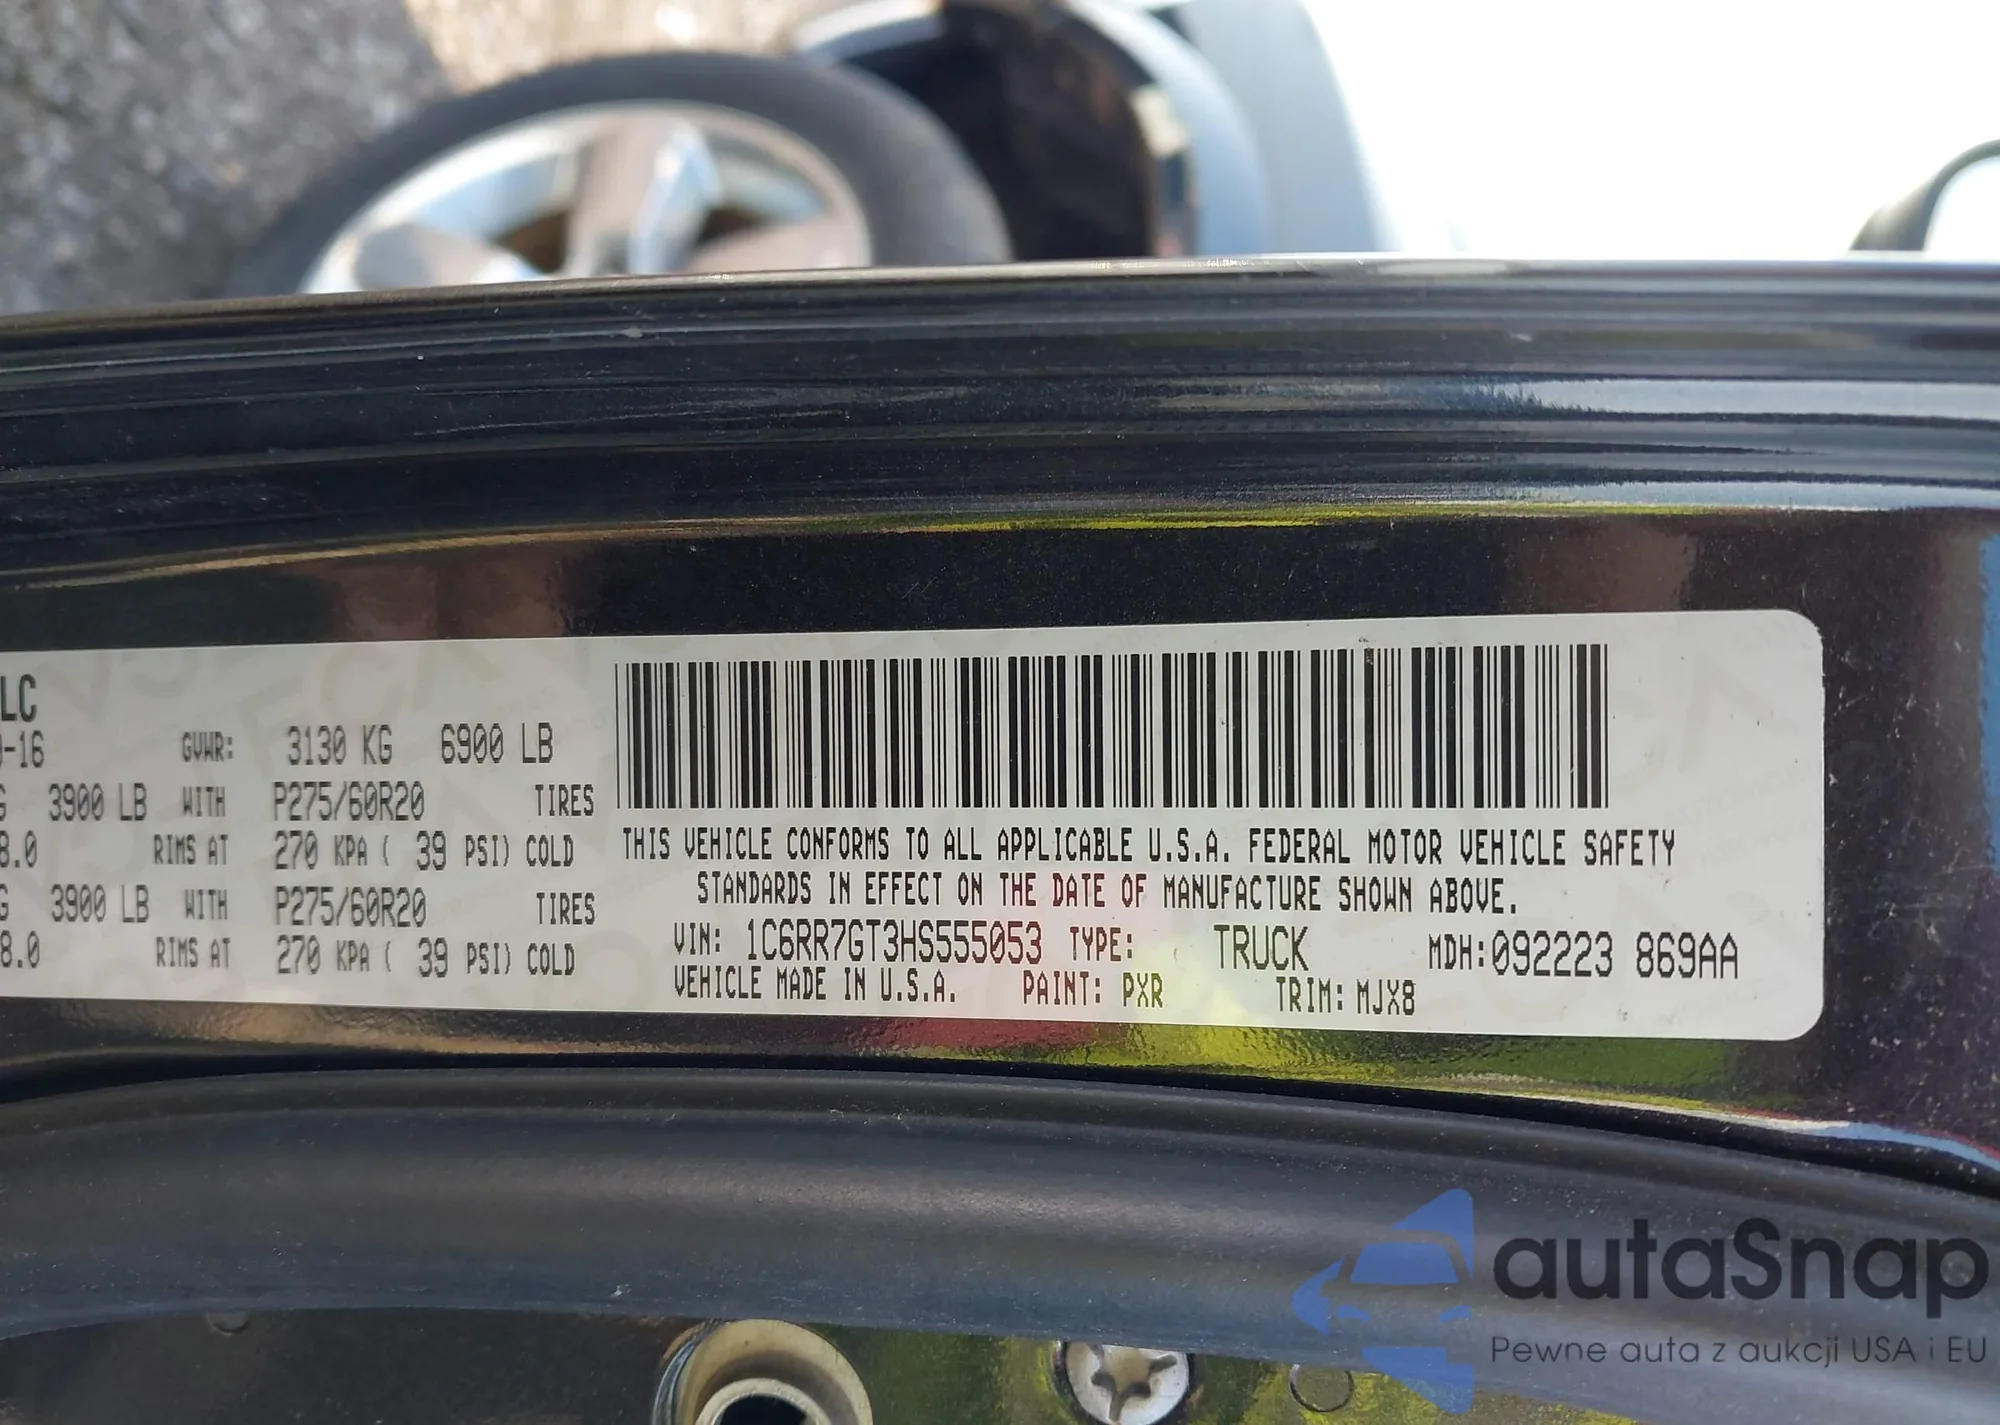 LC
-16 GVWR: 3130 KG 6900 LB
G 3900 LB WITH P275/60R20 TIRES
8.0 RIMS AT 270 KPA ( 39 PSI) COLD
G 3900 LB WITH P275/60R20 TIRES
8.0 RIMS AT 270 KPA ( 39 PSI) COLD
THIS VEHICLE CONFORMS TO ALL APPLICABLE U.S.A. FEDERAL MOTOR VEHICLE SAFETY
STANDARDS IN EFFECT ON THE DATE OF MANUFACTURE SHOWN ABOVE.
VIN: 1C6RR7GT3HS555053 TYPE: TRUCK MDH:092223 869AA
VEHICLE MADE IN U.S.A. PAINT: PXR TRIM: MJX8
autaSnap
Pewne auta z aukcji USA i EU